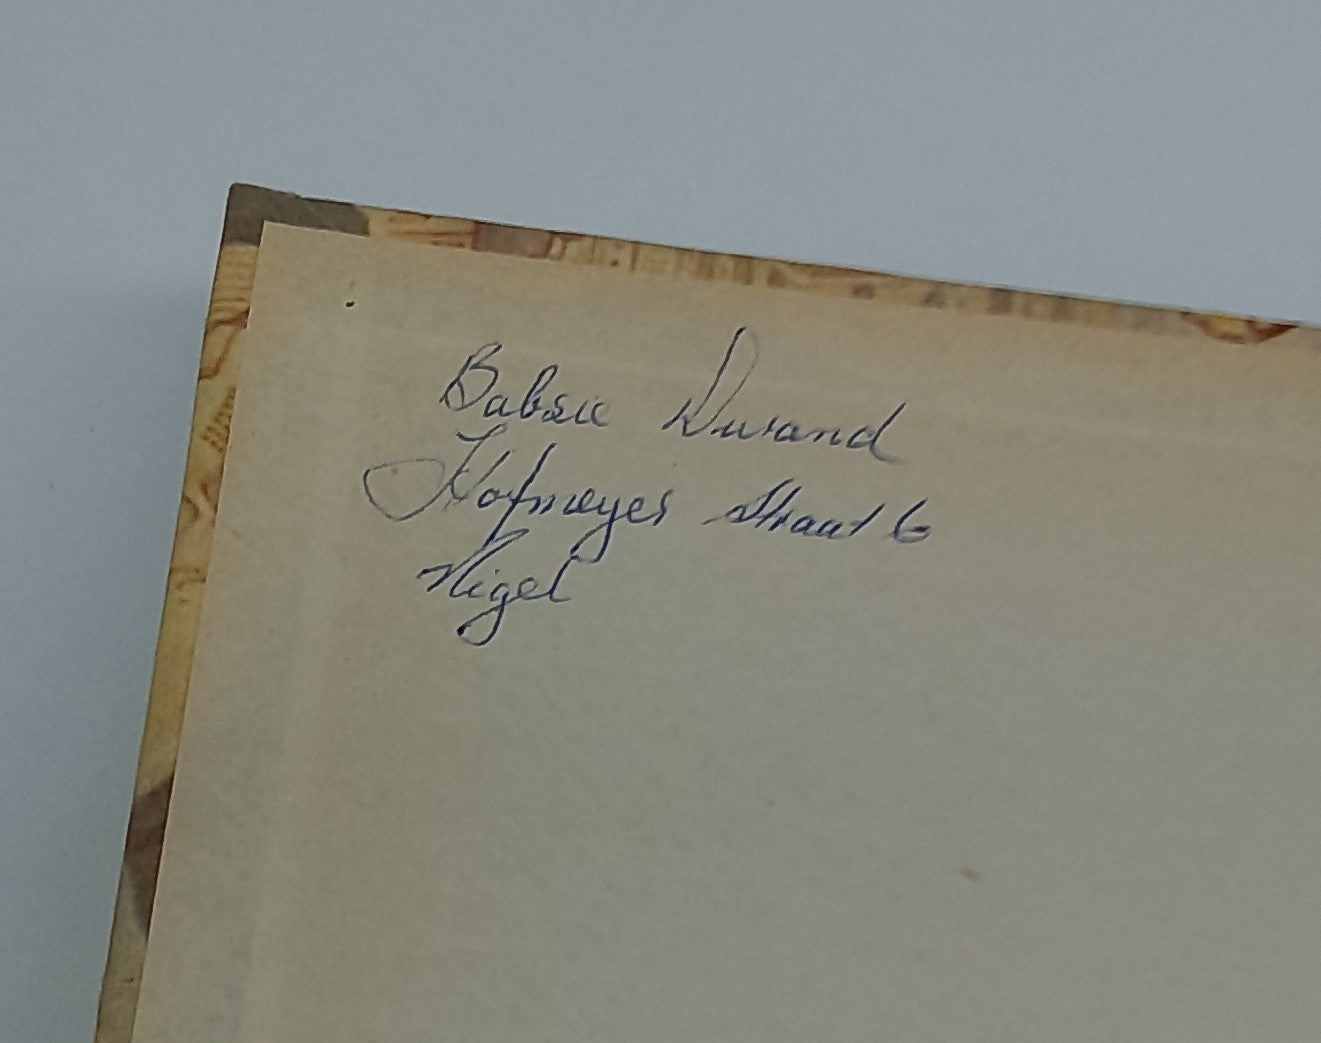 Babsie Durand
Hofmeyer Straat 6
Nigel